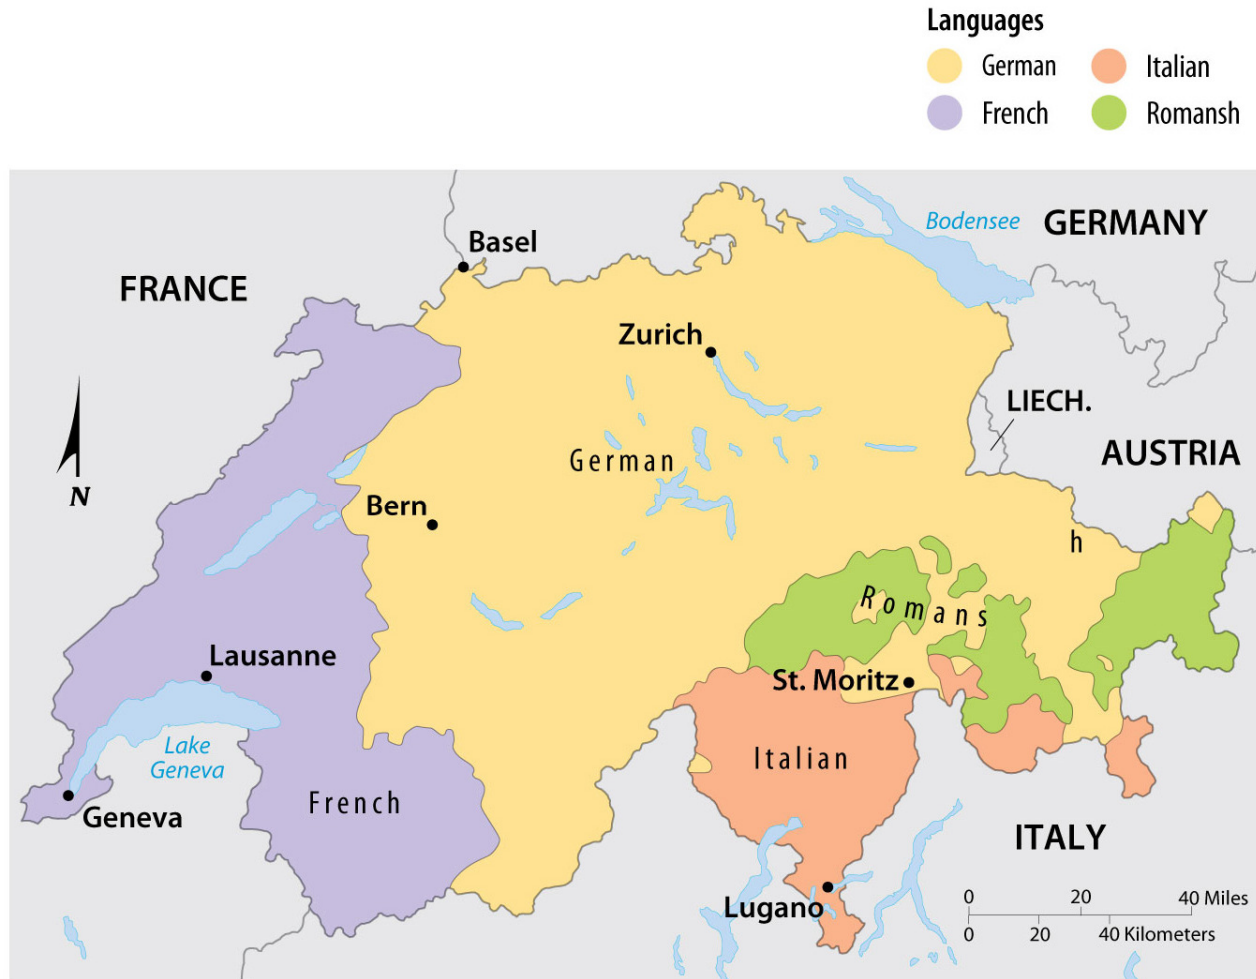 Languages
German
Italian
French
Romansh
Bodensee
GERMANY
Basel
FRANCE
Zurich
LIECH.
AUSTRIA
German
Bern
N
h
Romans
Lausanne
St. Moritz
Lake
Geneva
Italian
French
Geneva
ITALY
Lugano
0 20 40 Miles
0 20 40 Kilometers